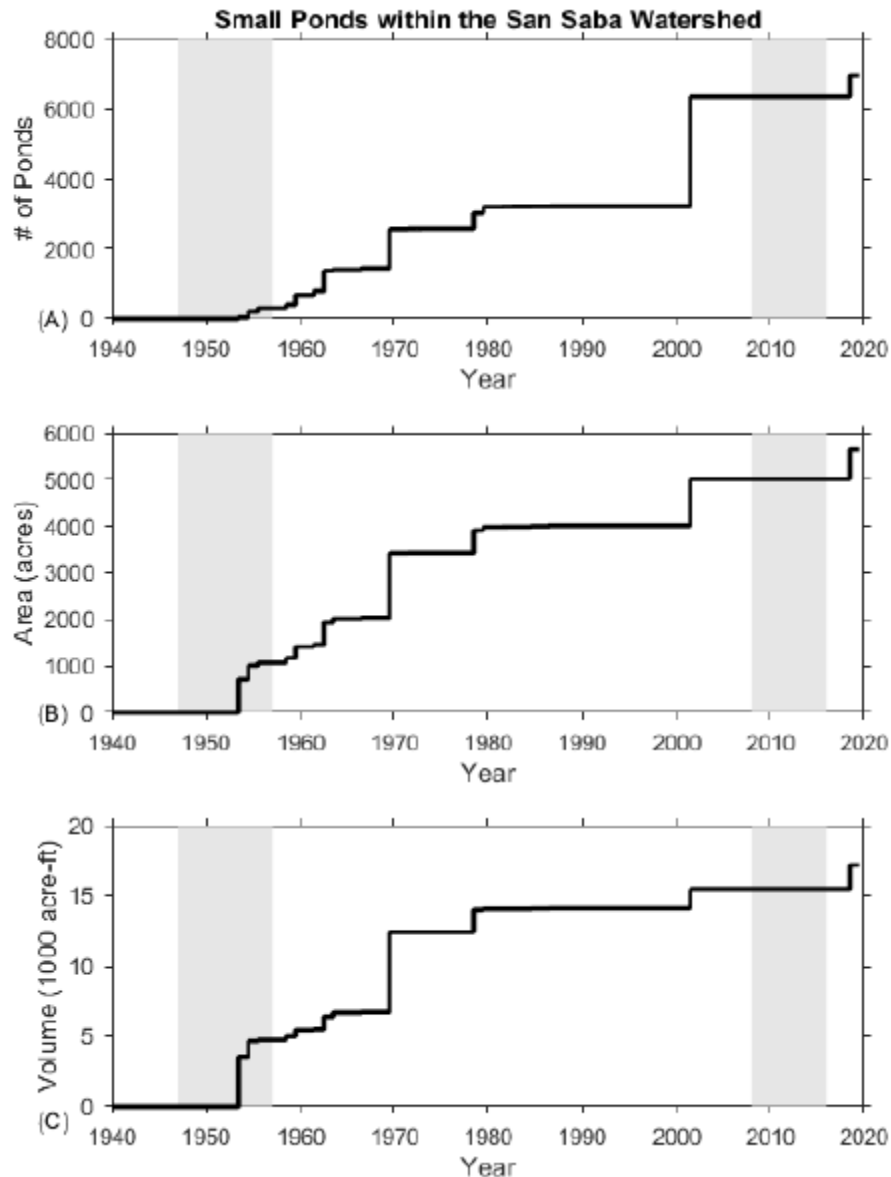 Small Ponds within the San Saba Watershed
8000
6000
4000
2000
0
# of Ponds
(A)
1940 1950 1960 1970 1980 1990 2000 2010 2020
Year
6000
5000
4000
3000
2000
1000
0
Area (acres)
(B)
1940 1950 1960 1970 1980 1990 2000 2010 2020
Year
20
15
10
5
0
Volume (1000 acre-ft)
(C)
1940 1950 1960 1970 1980 1990 2000 2010 2020
Year